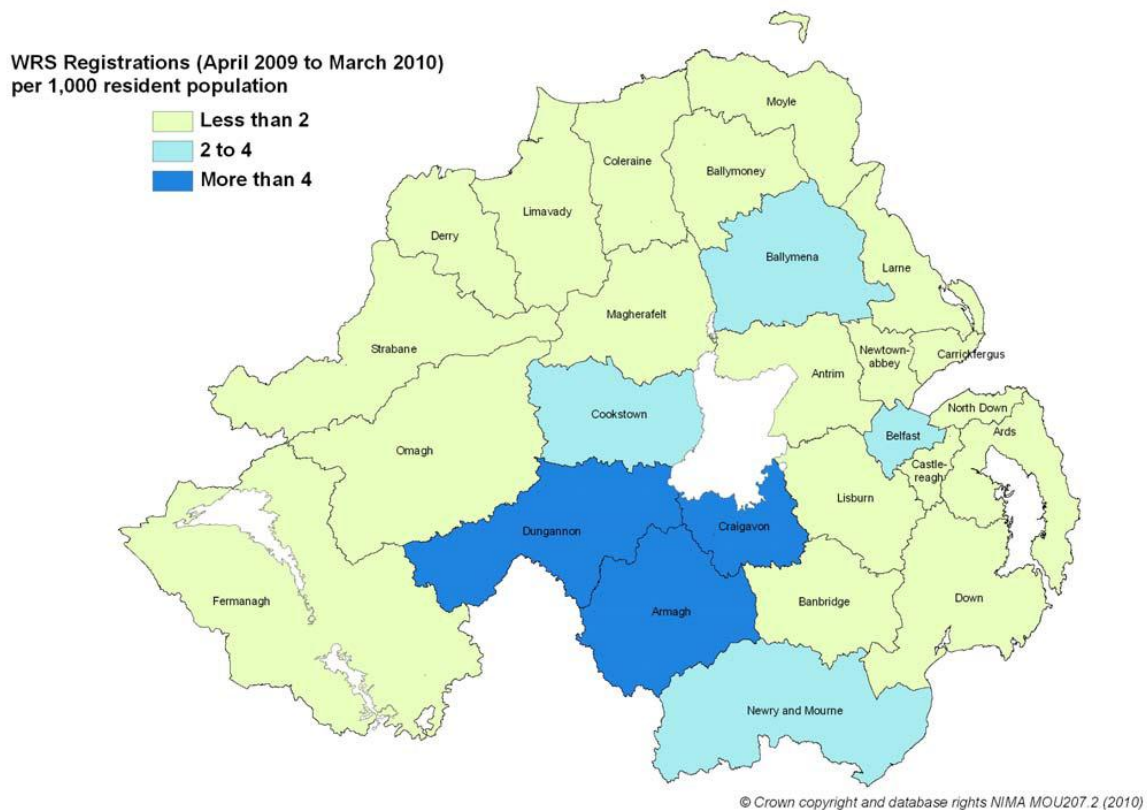 WRS Registrations (April 2009 to March 2010)
per 1,000 resident population
Less than 2
2 to 4
More than 4
Moyle
Coleraine
Ballymoney
Limavady
Derry
Ballymena
Larne
Magherafelt
Strabane
Newtown-
abbey
Carrickfergus
Antrim
Cookstown
North Down
Ards
Belfast
Omagh
Castle-
reagh
Lisburn
Dungannon
Craigavon
Fermanagh
Armagh
Banbridge
Down
Newry and Mourne
© Crown copyright and database rights NIMA MOU207.2 (2010)